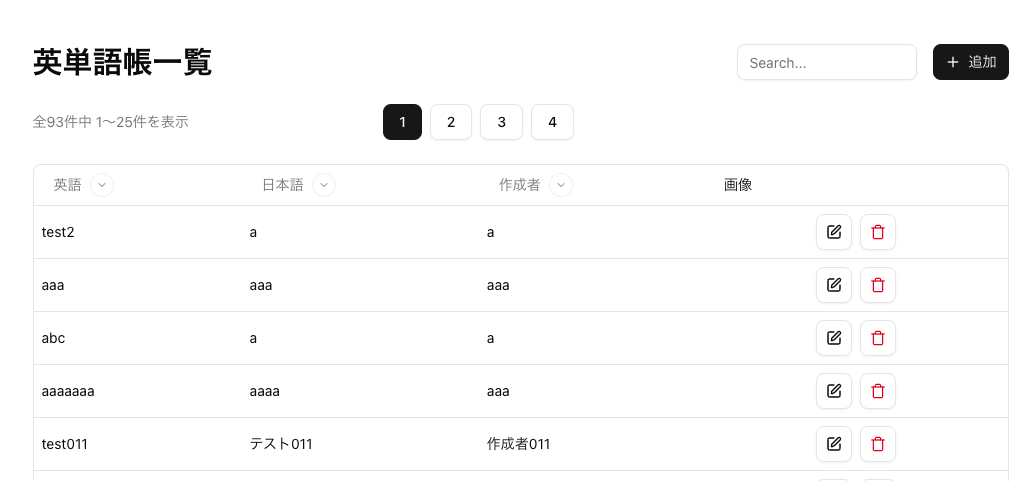 英単語帳一覧
Search...
追加
全93件中 1〜25件を表示
1 2 3 4
英語 日本語 作成者 画像
test2 a a
aaa aaa aaa
abc a a
aaaaaaa aaaa aaa
test011 テスト011 作成者011